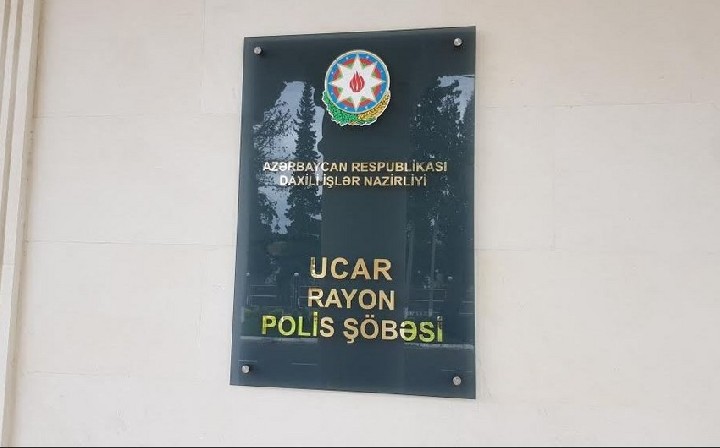 AZƏRBAYCAN RESPUBLİKASI
DAXİLİ İŞLƏR NAZİRLİYİ
UCAR
RAYON
POLİS ŞÖBƏSİ